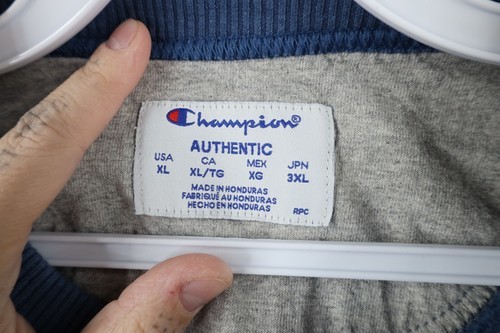 Champion®
AUTHENTIC
USA CA MEX JPN
XL XL/TG XG 3XL
MADE IN HONDURAS
FABRIQUÉ AU HONDURAS
HECHO EN HONDURAS
RPC